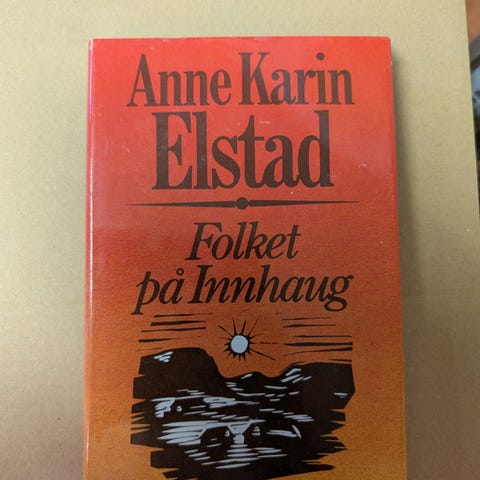 Anne Karin
Elstad
Folket
på Innhaug